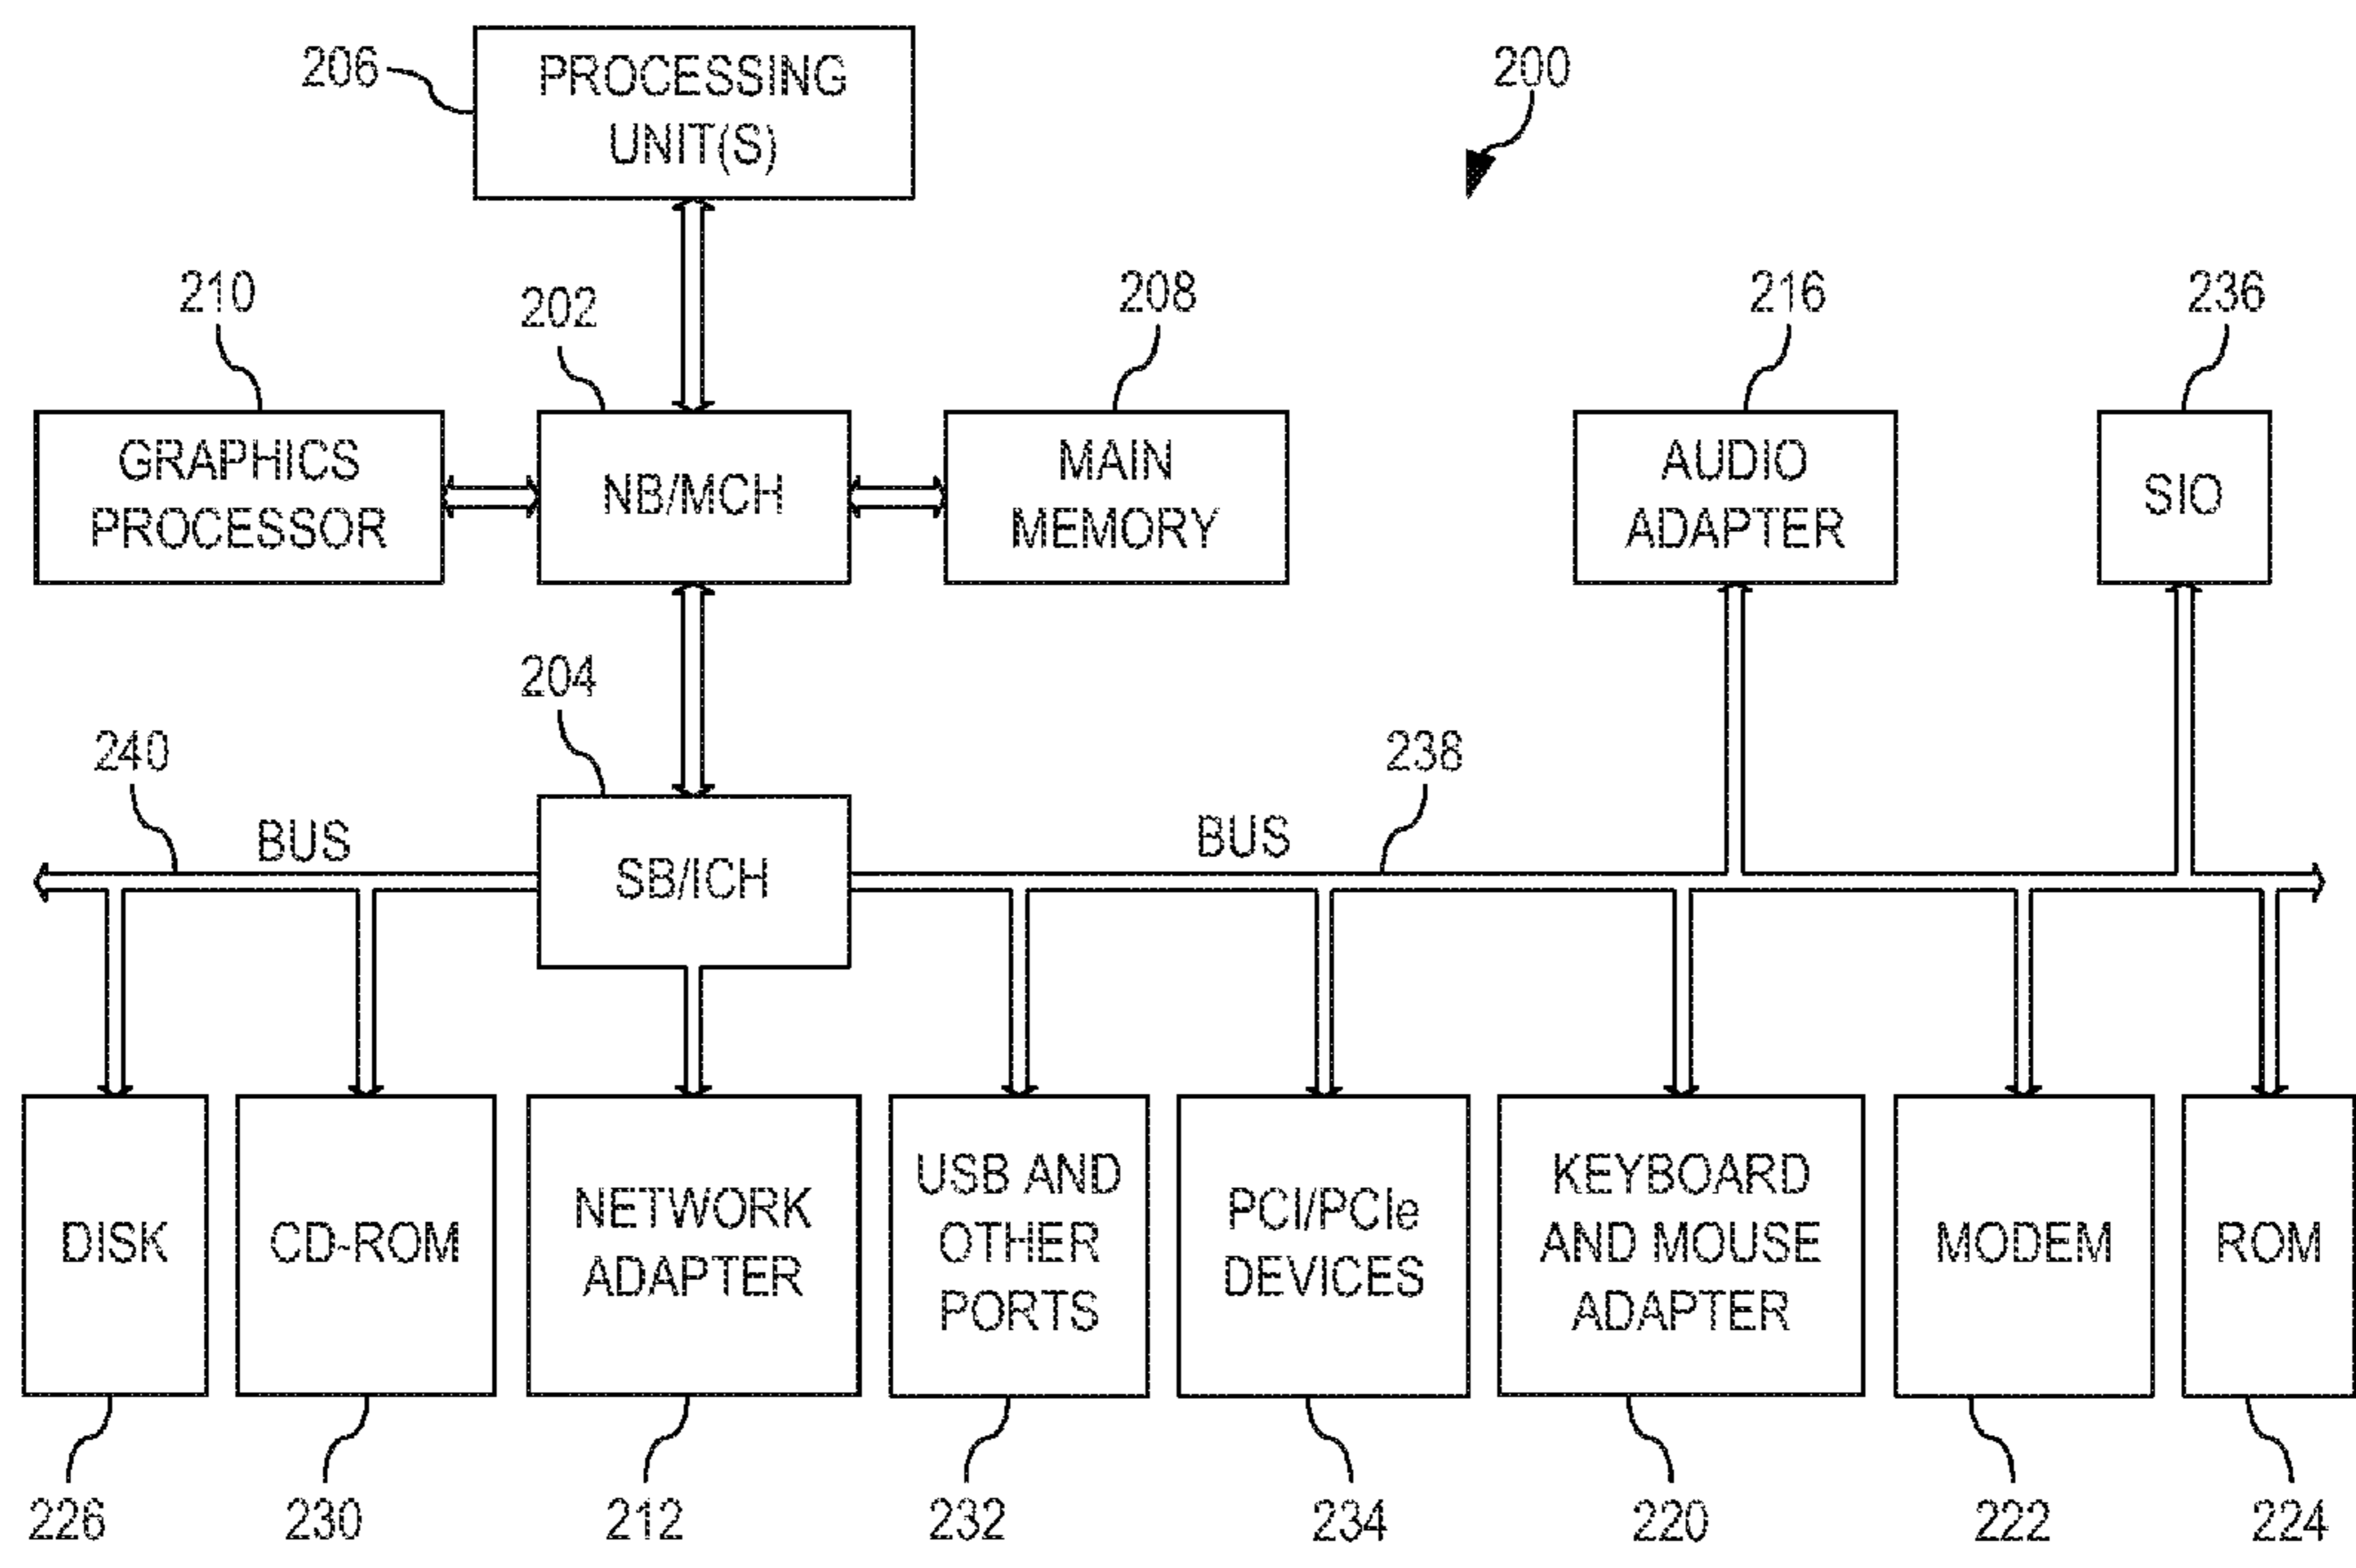 206
PROCESSING
UNIT(S)
200
210
202
208
216
236
GRAPHICS
PROCESSOR
NB/MCH
MAIN
MEMORY
AUDIO
ADAPTER
SIO
204
240
238
BUS
SB/ICH
BUS
DISK
CD-ROM
NETWORK
ADAPTER
USB AND
OTHER
PORTS
PCI/PCIe
DEVICES
KEYBOARD
AND MOUSE
ADAPTER
MODEM
ROM
226
230
212
232
234
220
222
224